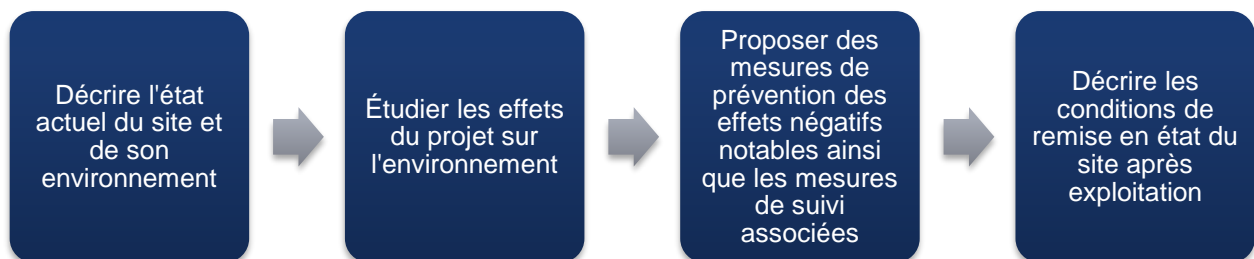 Décrire l'état
actuel du site et
de son
environnement
Étudier les effets
du projet sur
l'environnement
Proposer des
mesures de
prévention des
effets négatifs
notables ainsi
que les mesures
de suivi
associées
Décrire les
conditions de
remise en état du
site après
exploitation